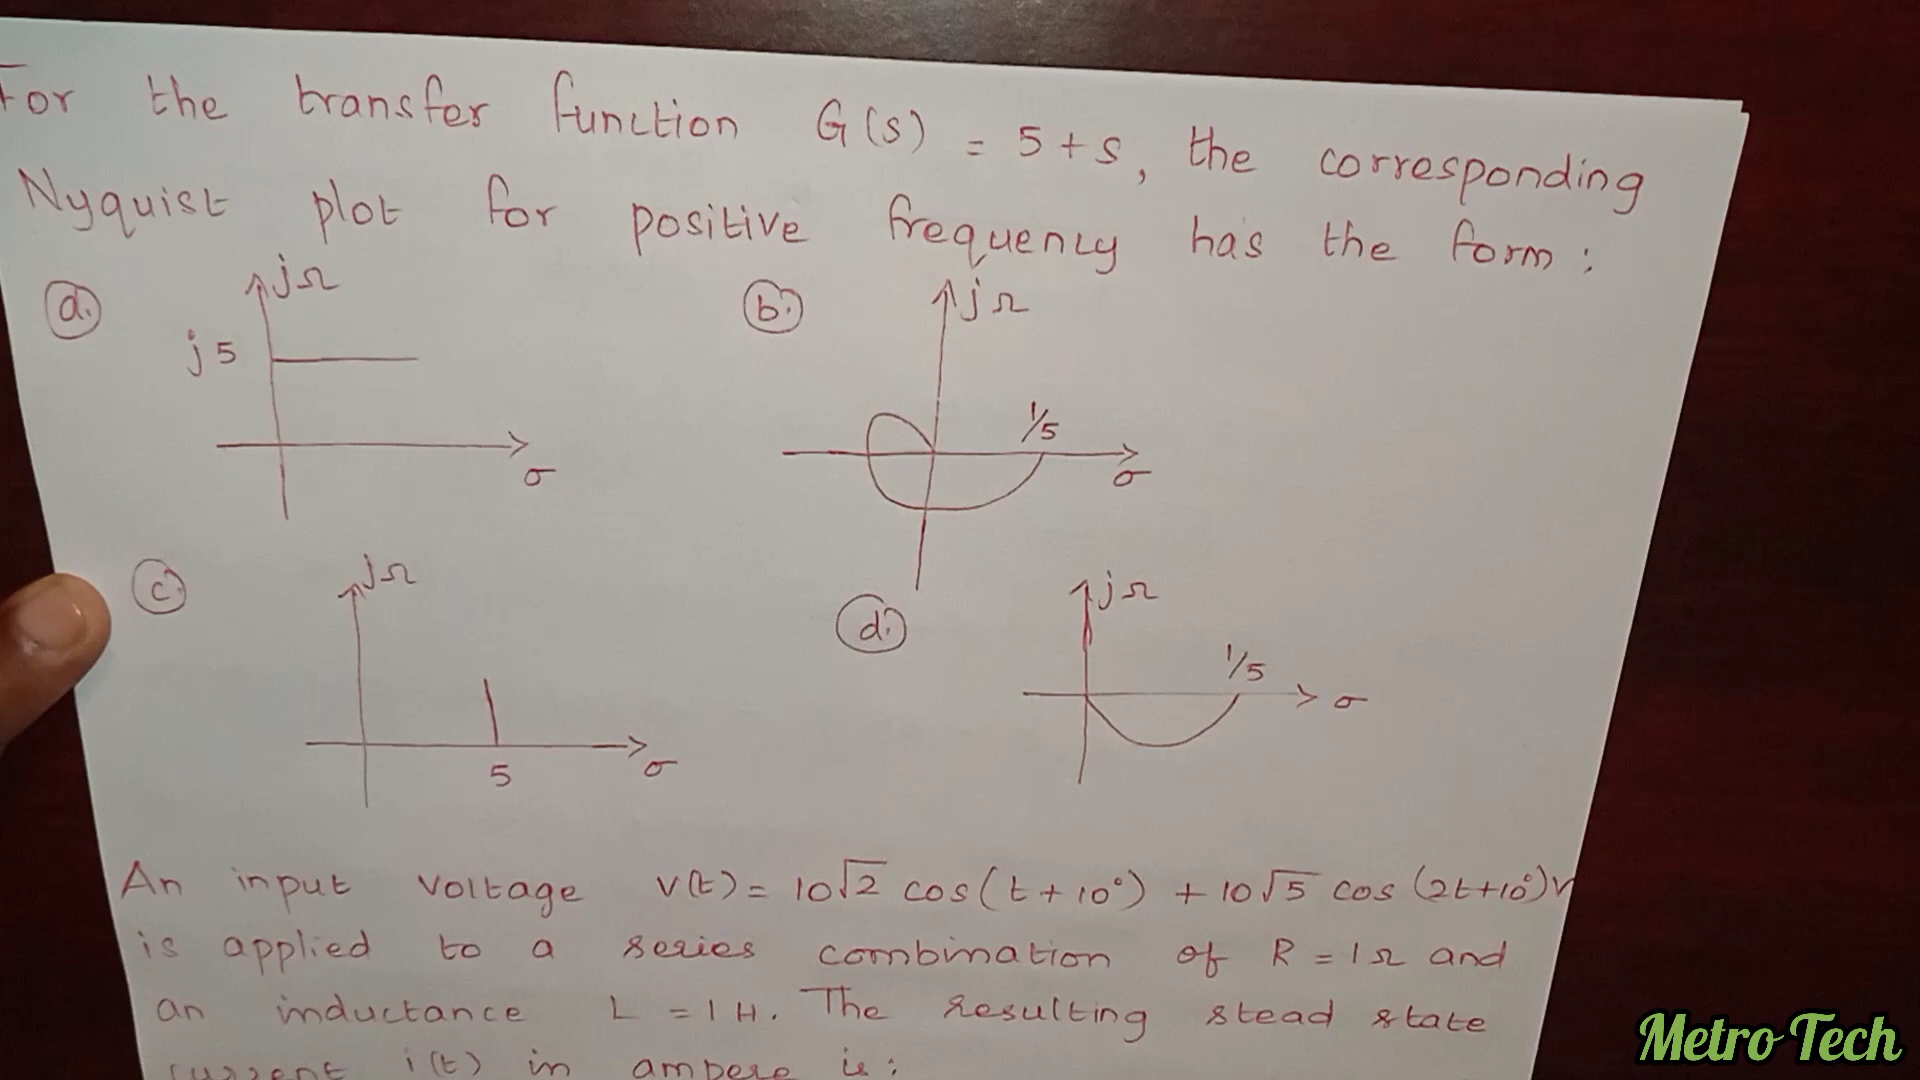 For the transfer function G(s) = 5+s, the corresponding
Nyquist plot for positive frequency has the form:
a. jΩ
j5
σ
b. jΩ
1/5
σ
c. jΩ
5
σ
d. jΩ
1/5
σ
An input voltage v(t) = 10√2 cos(t+10°) + 10√5 cos(2t+10°)V
is applied to a series combination of R = 1Ω and
an inductance L = 1H. The resulting stead state
current i(t) in ampere is:
Metro Tech